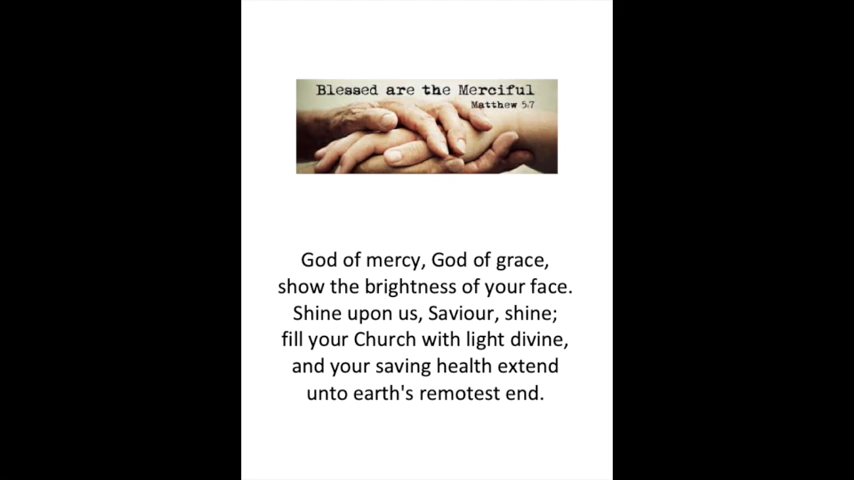 Blessed are the Merciful
Matthew 5:7
God of mercy, God of grace,
show the brightness of your face.
Shine upon us, Saviour, shine;
fill your Church with light divine,
and your saving health extend
unto earth's remotest end.